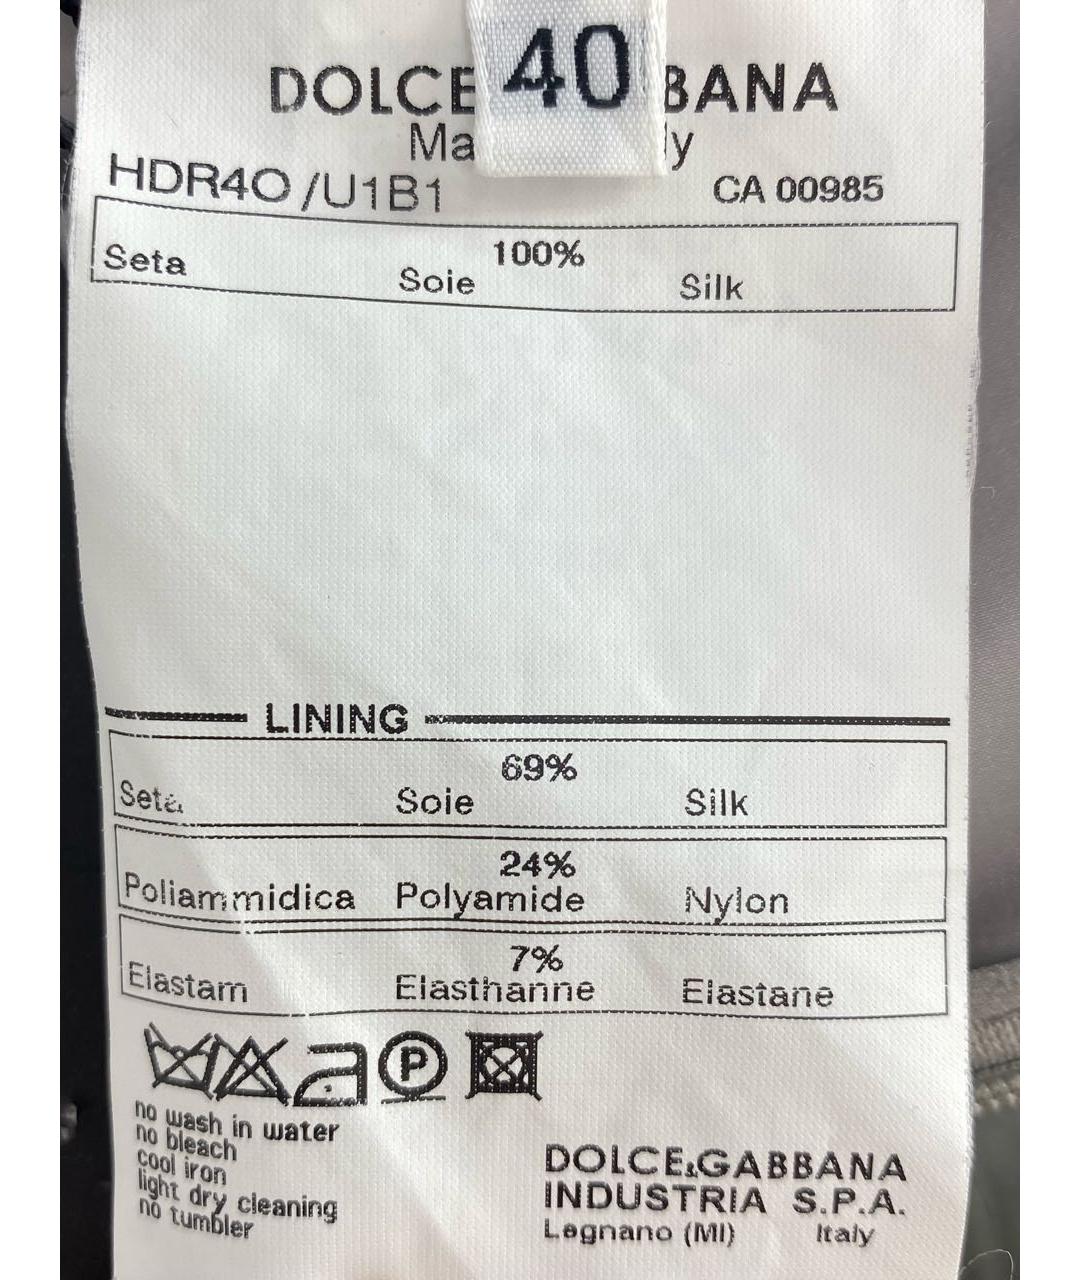 40
DOLCE BANA
Ma ly
HDR40/U1B1 CA 00985
100%
Seta Soie Silk
LINING
69%
Seta Soie Silk
24%
Poliammidica Polyamide Nylon
7%
Elastam Elasthanne Elastane
P
no wash in water
no bleach
cool iron
light dry cleaning
no tumbler
DOLCE&GABBANA
INDUSTRIA S.P.A.
Legnano (MI) Italy